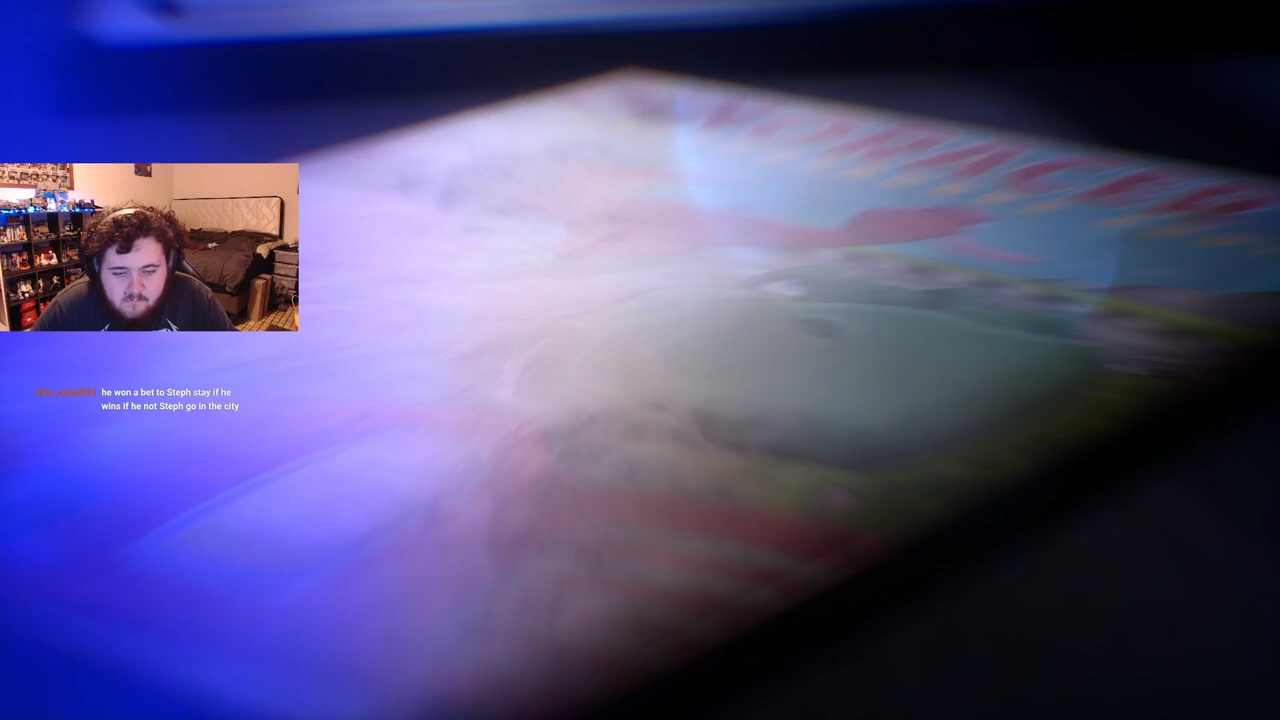 he won a bet to Steph stay if he
wins if he not Steph go in the city